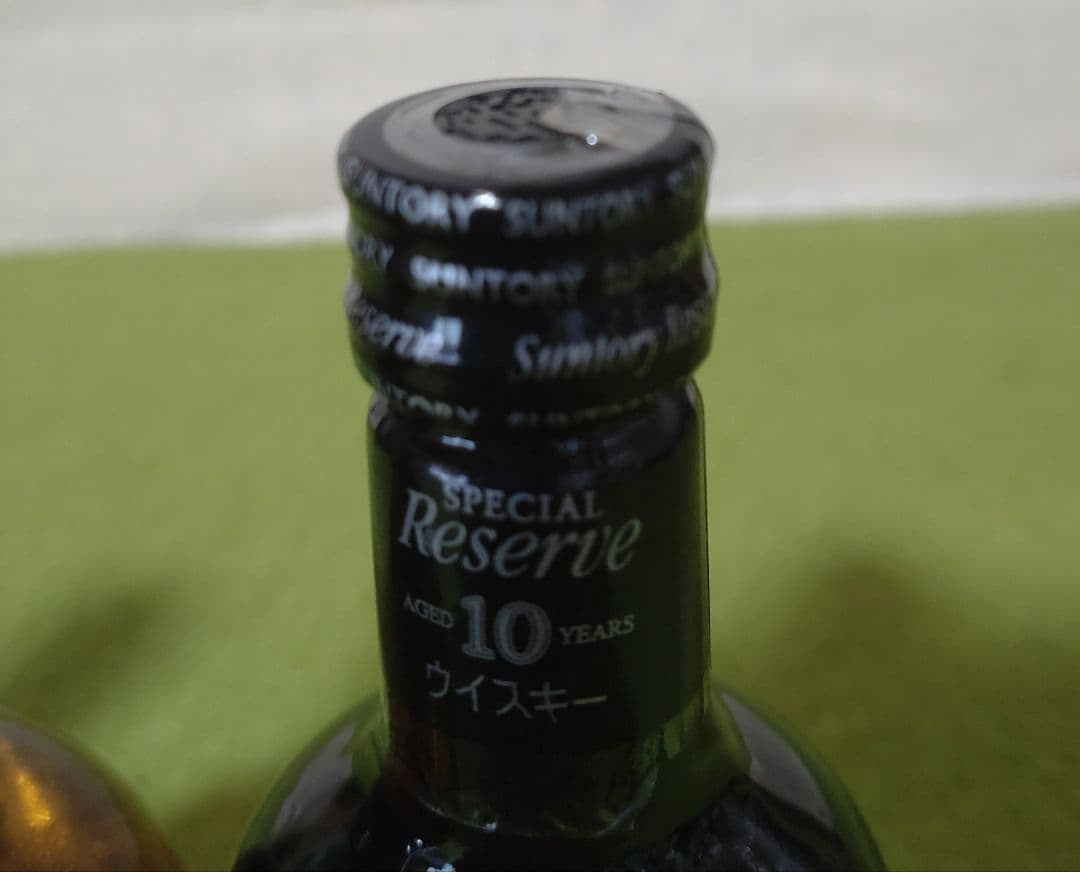 SUNTORY SUNTORY
SUNTORY
Reserve Suntory
SPECIAL
Reserve
AGED 10 YEARS
ウイスキー